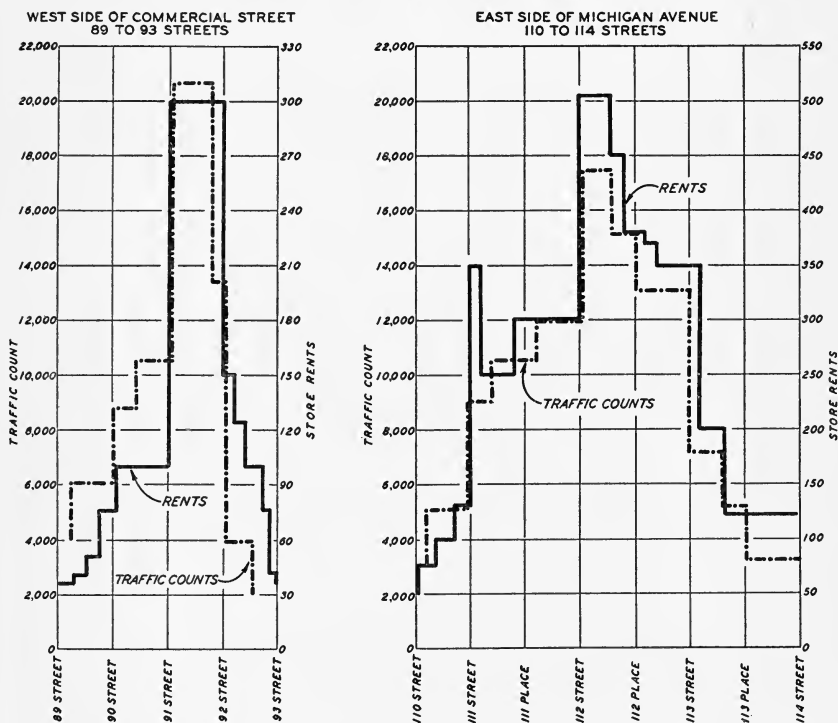 WEST SIDE OF COMMERCIAL STREET
89 TO 93 STREETS
22,000
20,000
18,000
16,000
14,000
12,000
10,000
8,000
6,000
4,000
2,000
0
TRAFFIC COUNT
330
300
270
240
210
180
150
120
90
60
30
0
STORE RENTS
RENTS
TRAFFIC COUNTS
89 STREET
90 STREET
91 STREET
92 STREET
93 STREET
EAST SIDE OF MICHIGAN AVENUE
110 TO 114 STREETS
22,000
20,000
18,000
16,000
14,000
12,000
10,000
8,000
6,000
4,000
2,000
0
TRAFFIC COUNT
550
500
450
400
350
300
250
200
150
100
50
0
STORE RENTS
RENTS
TRAFFIC COUNTS
110 STREET
111 STREET
111 PLACE
112 STREET
112 PLACE
113 STREET
113 PLACE
114 STREET